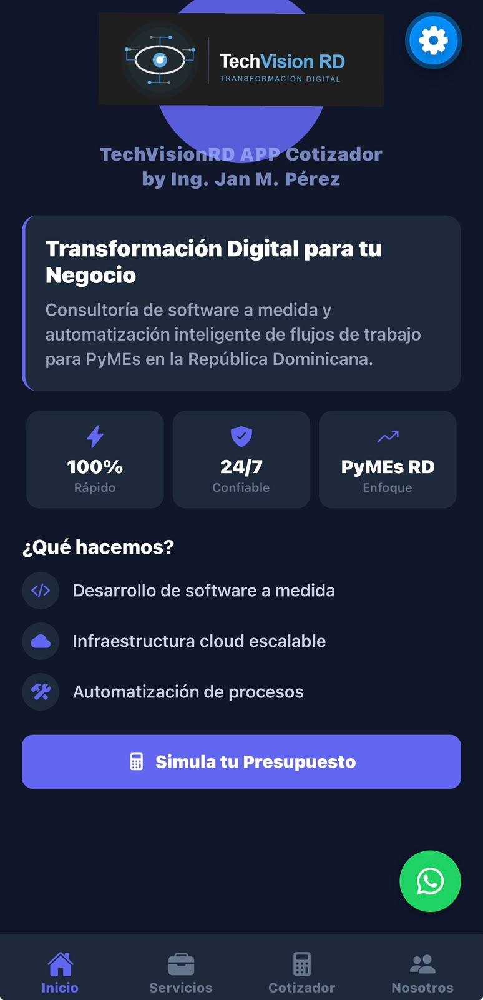 TechVision RD
TRANSFORMACIÓN DIGITAL
TechVisionRD APP Cotizador
by Ing. Jan M. Pérez
Transformación Digital para tu
Negocio
Consultoría de software a medida y
automatización inteligente de flujos de trabajo
para PyMEs en la República Dominicana.
100%
Rápido
24/7
Confiable
PyMEs RD
Enfoque
¿Qué hacemos?
Desarrollo de software a medida
Infraestructura cloud escalable
Automatización de procesos
Simula tu Presupuesto
Inicio
Servicios
Cotizador
Nosotros